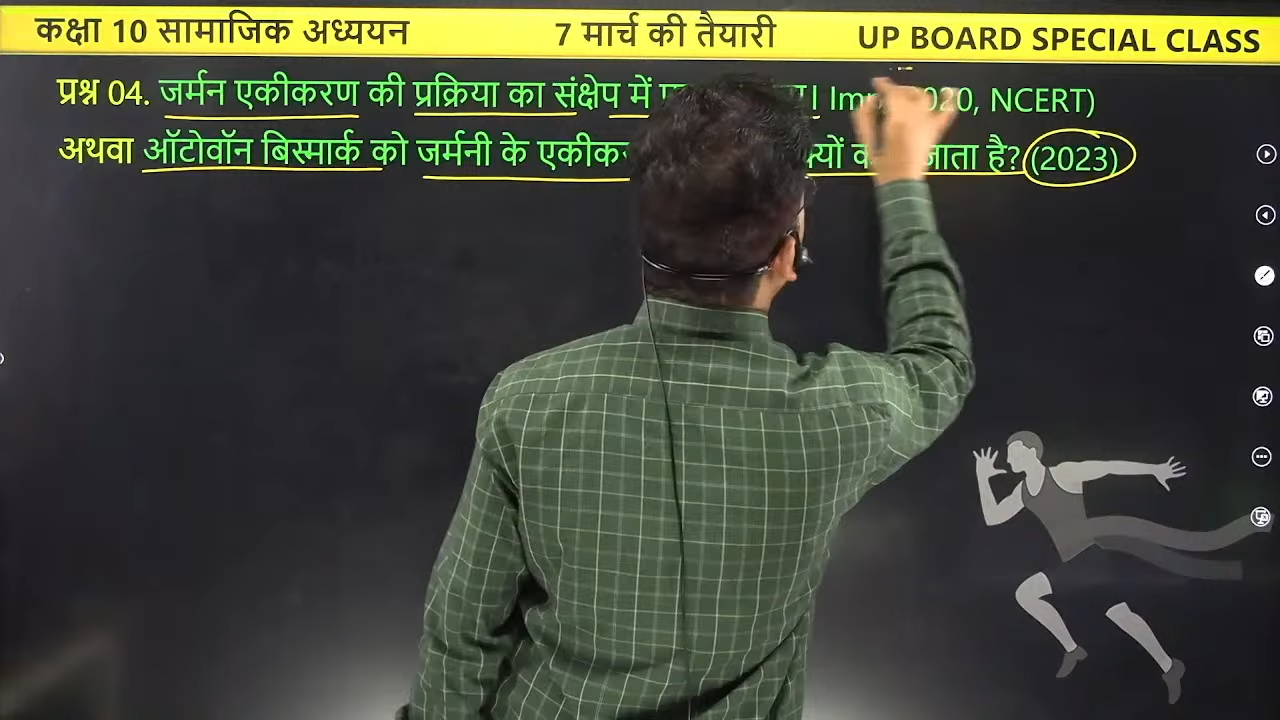 कक्षा 10 सामाजिक अध्ययन 7 मार्च की तैयारी UP BOARD SPECIAL CLASS
प्रश्न 04. जर्मन एकीकरण की प्रक्रिया का संक्षेप में NCERT)
अथवा ऑटोवॉन बिस्मार्क को जर्मनी के जाता है? (2023)